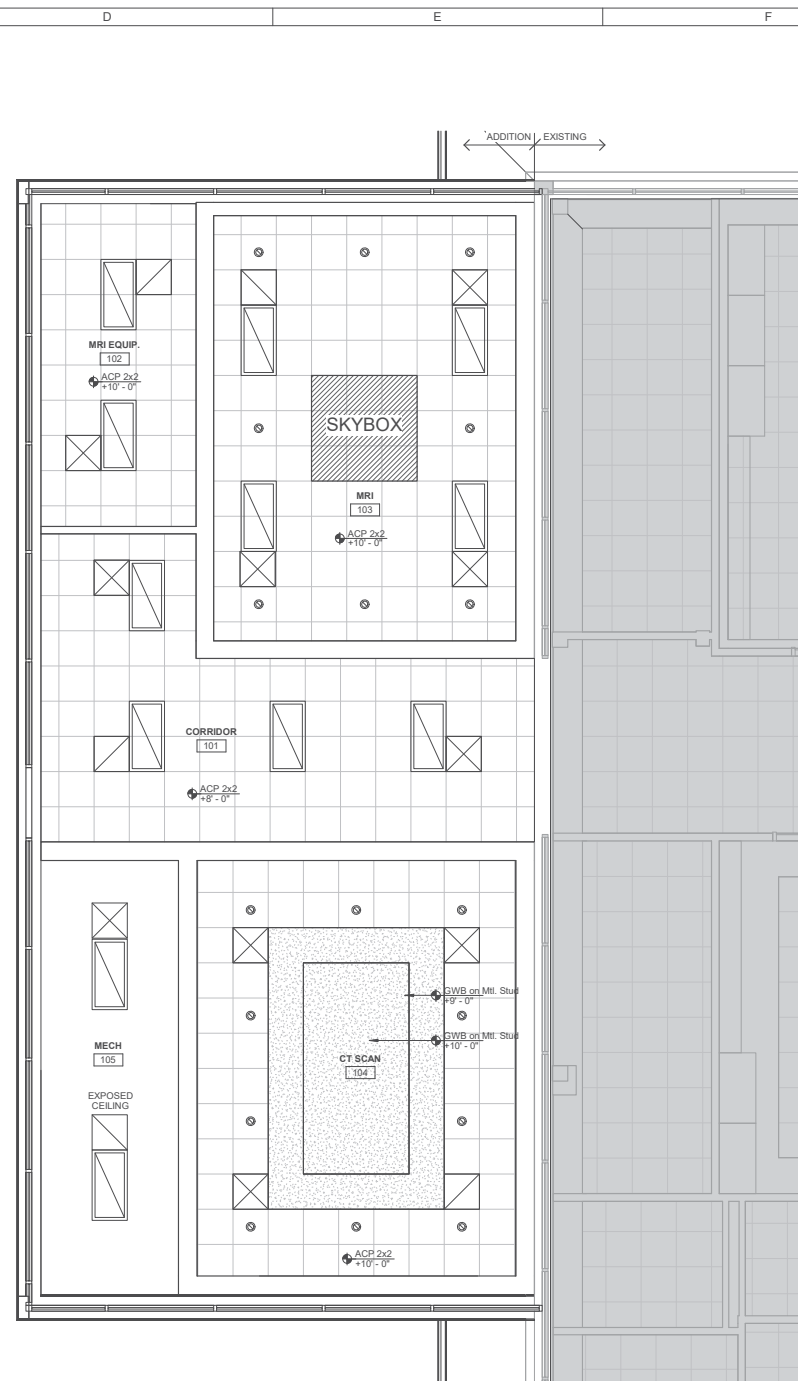 D
E
F
ADDITION
EXISTING
MRI EQUIP.
102
ACP 2x2
+10' - 0"
SKYBOX
MRI
103
ACP 2x2
+10' - 0"
CORRIDOR
101
ACP 2x2
+8' - 0"
GWB on Mtl. Stud
+9' - 0"
GWB on Mtl. Stud
+10' - 0"
MECH
105
CT SCAN
104
EXPOSED
CEILING
ACP 2x2
+10' - 0"